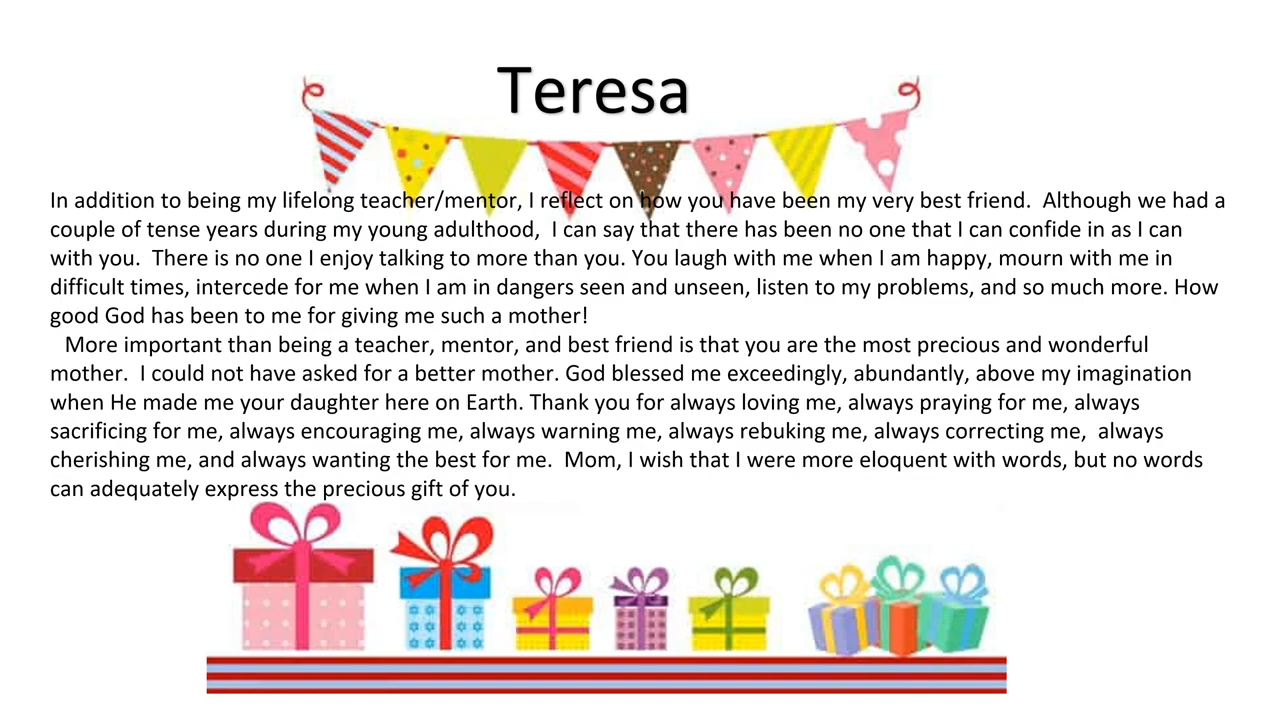 Teresa
In addition to being my lifelong teacher/mentor, I reflect on how you have been my very best friend.  Although we had a
couple of tense years during my young adulthood,  I can say that there has been no one that I can confide in as I can
with you.  There is no one I enjoy talking to more than you. You laugh with me when I am happy, mourn with me in
difficult times, intercede for me when I am in dangers seen and unseen, listen to my problems, and so much more. How
good God has been to me for giving me such a mother!
More important than being a teacher, mentor, and best friend is that you are the most precious and wonderful
mother.  I could not have asked for a better mother. God blessed me exceedingly, abundantly, above my imagination
when He made me your daughter here on Earth. Thank you for always loving me, always praying for me, always
sacrificing for me, always encouraging me, always warning me, always rebuking me, always correcting me,  always
cherishing me, and always wanting the best for me.  Mom, I wish that I were more eloquent with words, but no words
can adequately express the precious gift of you.